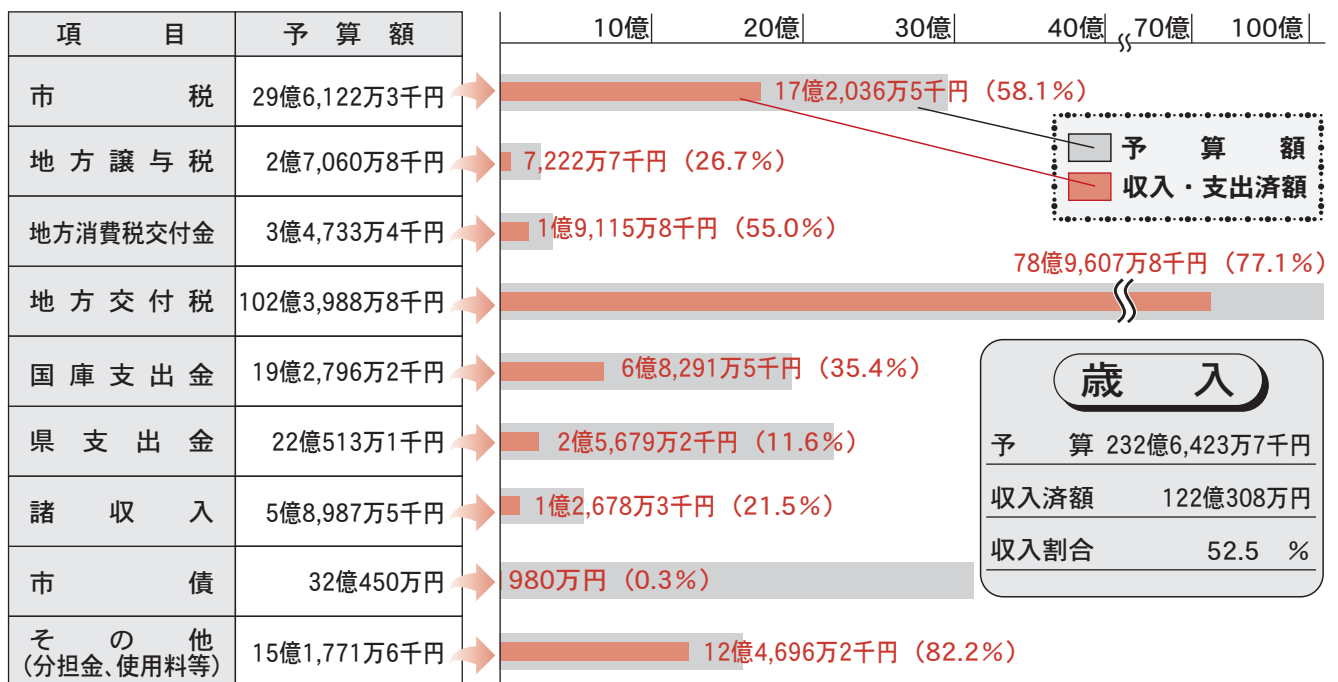 項目 予算額 10億 20億 30億 40億 70億 100億
市税 29億6,122万3千円 17億2,036万5千円（58.1％）
地方譲与税 2億7,060万8千円 7,222万7千円（26.7％）
地方消費税交付金 3億4,733万4千円 1億9,115万8千円（55.0％）
地方交付税 102億3,988万8千円 78億9,607万8千円（77.1％）
国庫支出金 19億2,796万2千円 6億8,291万5千円（35.4％）
県支出金 22億513万1千円 2億5,679万2千円（11.6％）
諸収入 5億8,987万5千円 1億2,678万3千円（21.5％）
市債 32億450万円 980万円（0.3％）
その他 15億1,771万6千円 12億4,696万2千円（82.2％）
（分担金、使用料等）
予算額
収入・支出済額
歳入
予算 232億6,423万7千円
収入済額 122億308万円
収入割合 52.5 ％